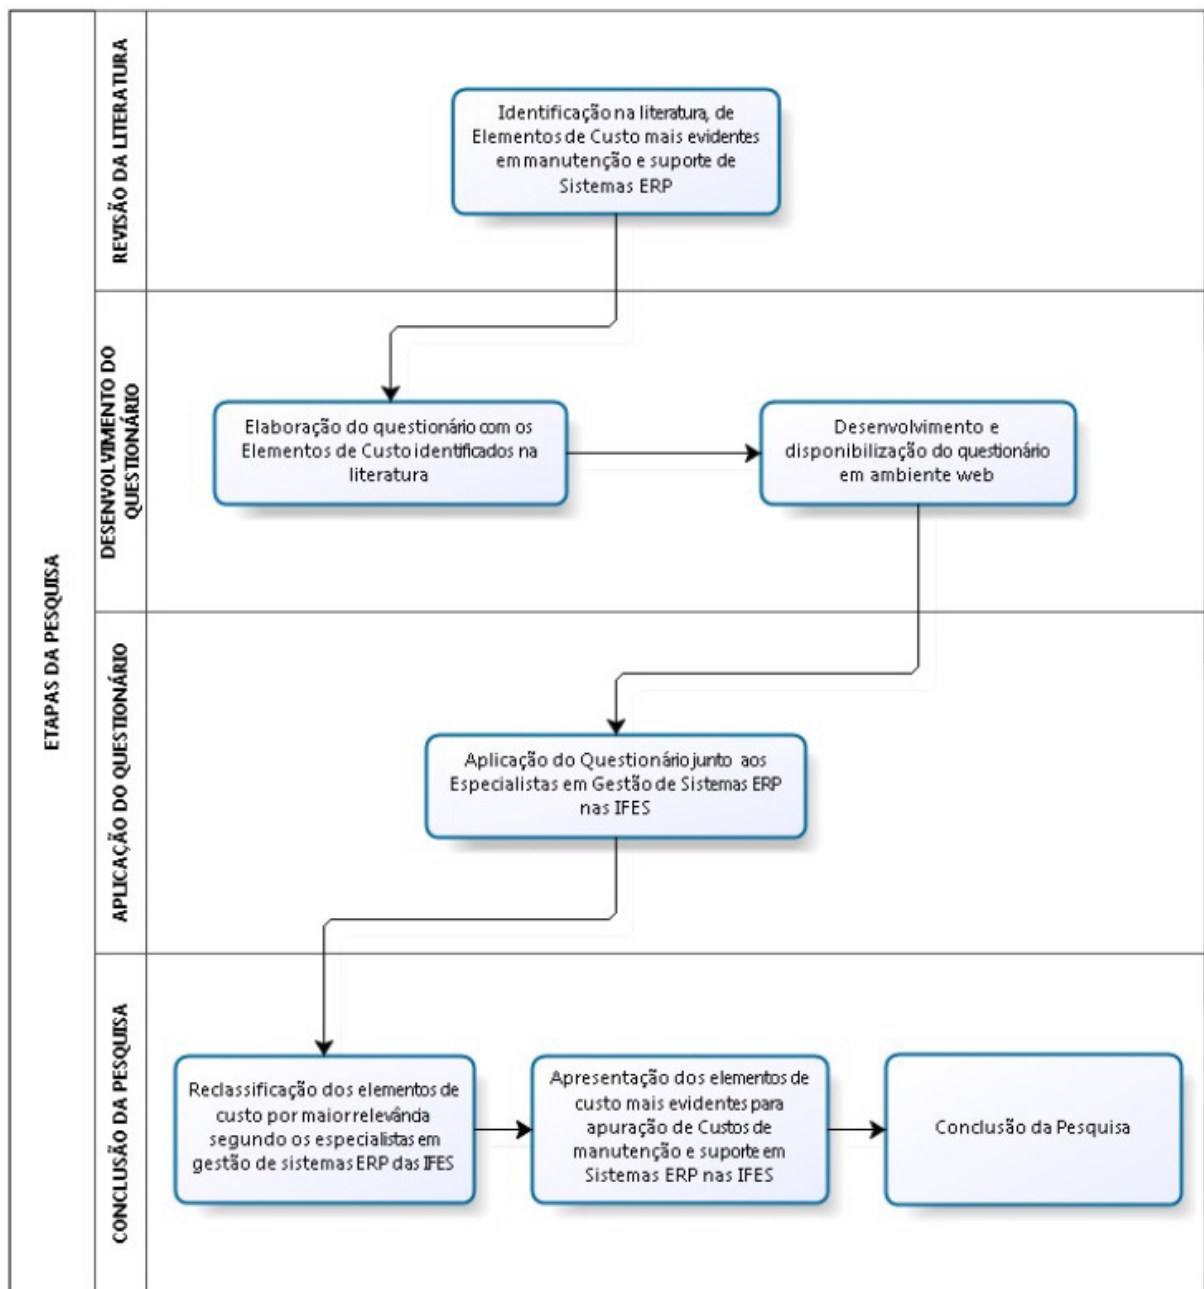 ETAPAS DA PESQUISA
REVISÃO DA LITERATURA
Identificação na literatura, de
Elementos de Custo mais evidentes
em manutenção e suporte de
Sistemas ERP
DESENVOLVIMENTO DO
QUESTIONÁRIO
Elaboração do questionário com os
Elementos de Custo identificados na
literatura
Desenvolvimento e
disponibilização do questionário
em ambiente web
APLICAÇÃO DO QUESTIONÁRIO
Aplicação do Questionário junto aos
Especialistas em Gestão de Sistemas ERP
nas IFES
CONCLUSÃO DA PESQUISA
Reclassificação dos elementos de
custo por maior relevância
segundo os especialistas em
gestão de sistemas ERP das IFES
Apresentação dos elementos de
custo mais evidentes para
apuração de Custos de
manutenção e suporte em
Sistemas ERP nas IFES
Conclusão da Pesquisa